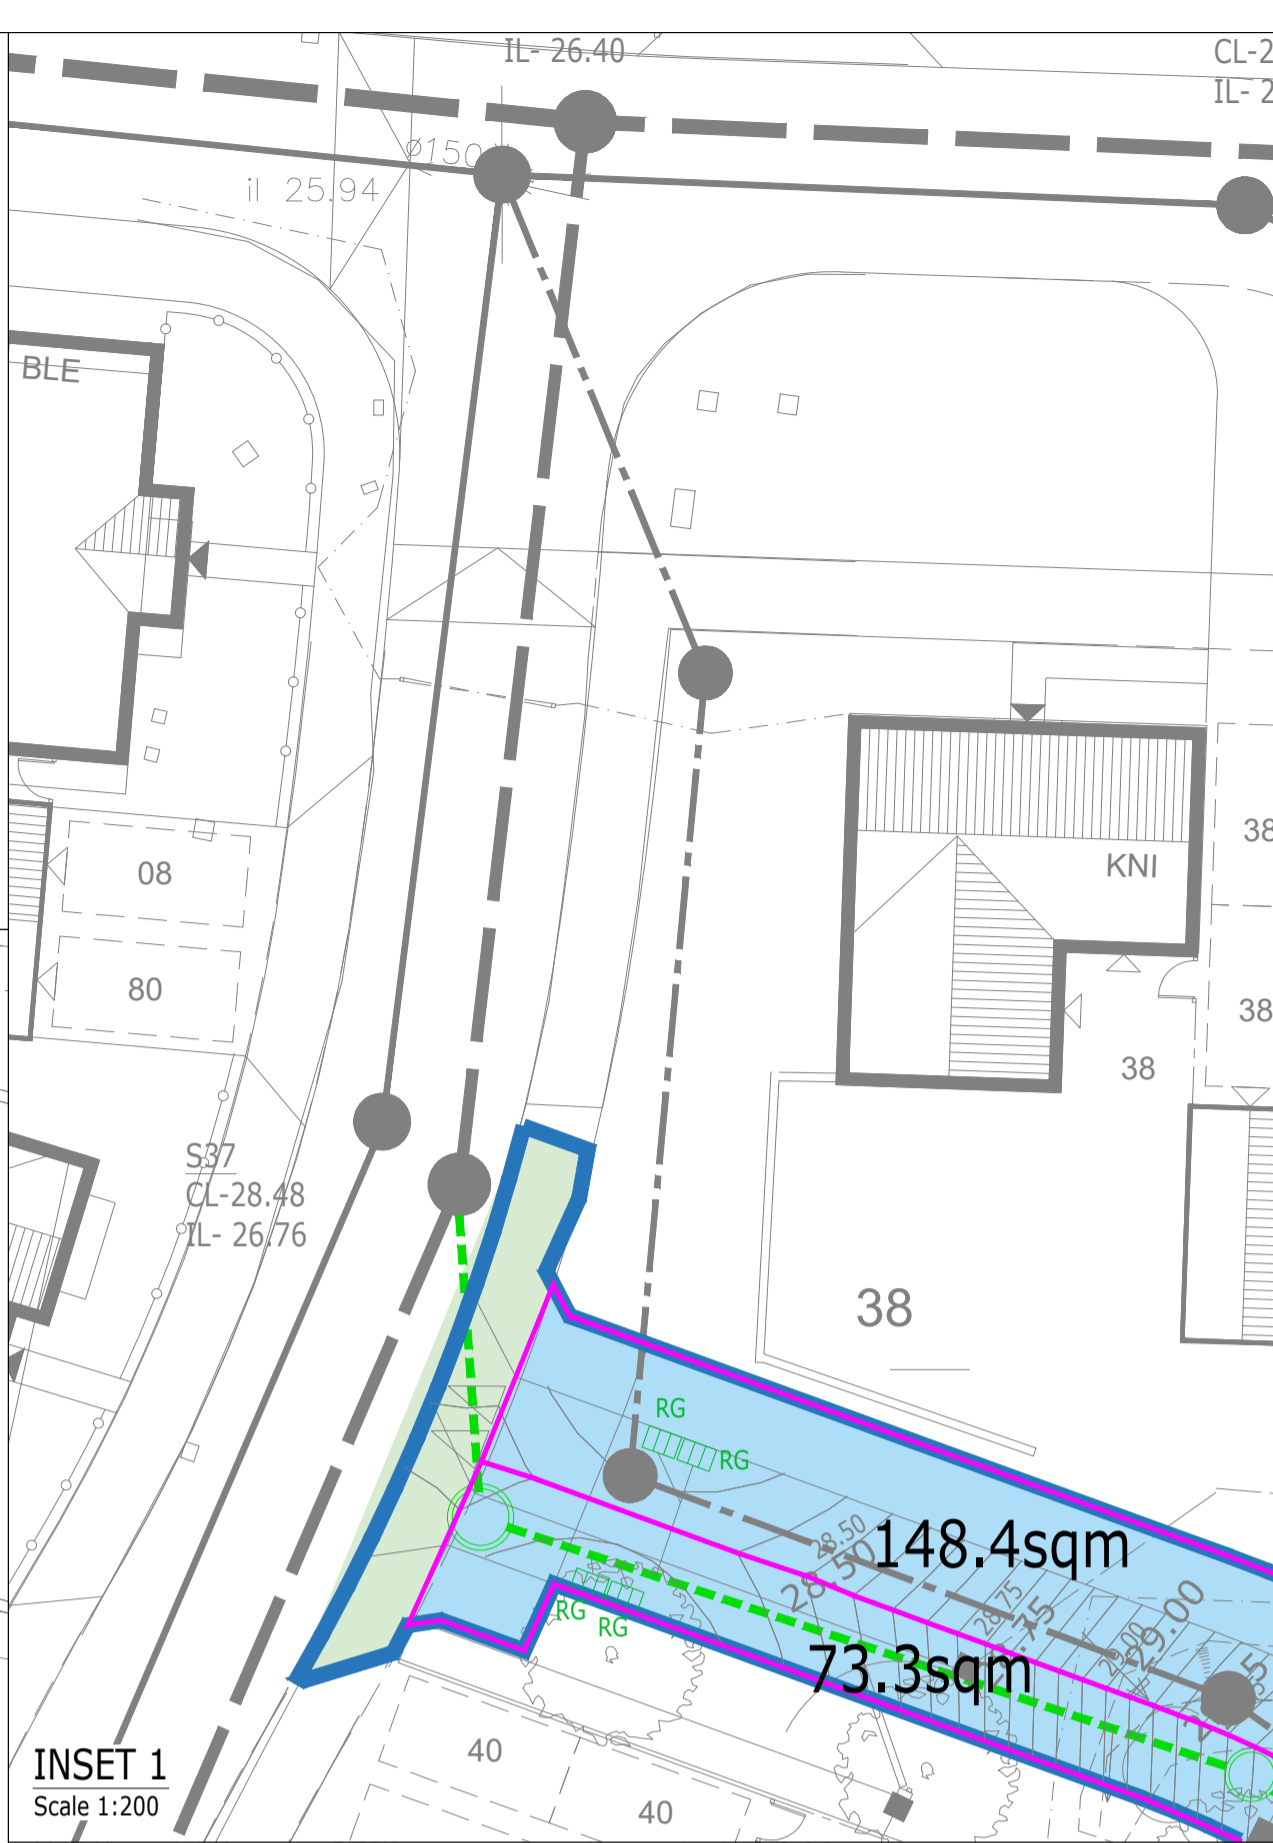 IL- 26.40
CL-2
IL- 2
ø150
il 25.94
BLE
38
KNI
08
38
80
38
S37
CL-28.48
IL- 26.76
38
RG
RG
28.50
148.4sqm
28.50
28.75
29.00
RG
RG
73.3sqm
40
INSET 1
Scale 1:200
40